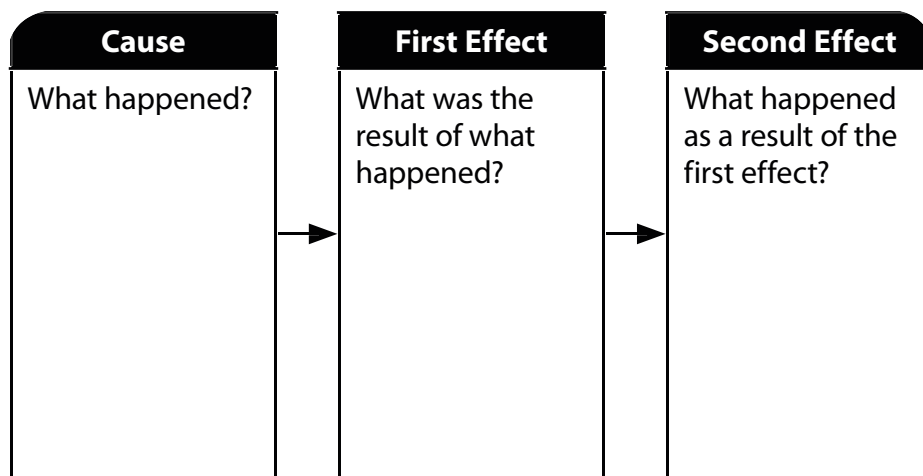 Cause
What happened?
First Effect
What was the
result of what
happened?
Second Effect
What happened
as a result of the
first effect?